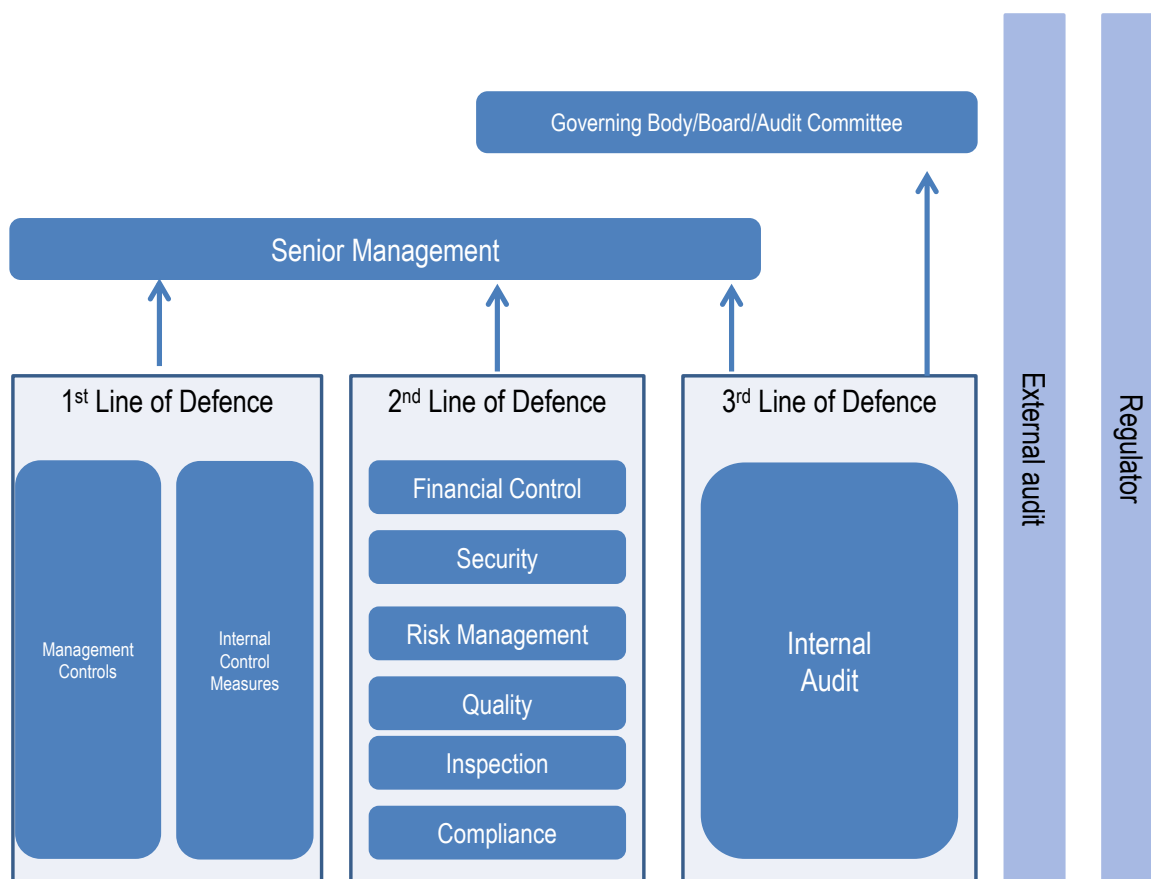 Governing Body/Board/Audit Committee
Senior Management
1st Line of Defence
Management
Controls
Internal
Control
Measures
2nd Line of Defence
Financial Control
Security
Risk Management
Quality
Inspection
Compliance
3rd Line of Defence
Internal
Audit
External audit
Regulator